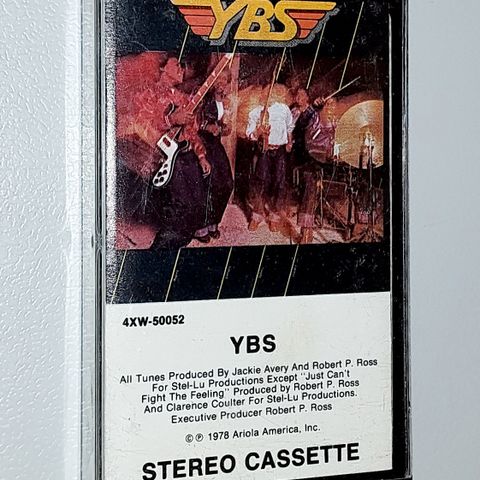 YBS
4XW-50052
YBS
All Tunes Produced By Jackie Avery And Robert P. Ross
For Stel-Lu Productions Except "Just Can't
Fight The Feeling" Produced by Robert P. Ross
And Clarence Coulter For Stel-Lu Productions.
Executive Producer Robert P. Ross
© ℗ 1978 Ariola America, Inc.
STEREO CASSETTE